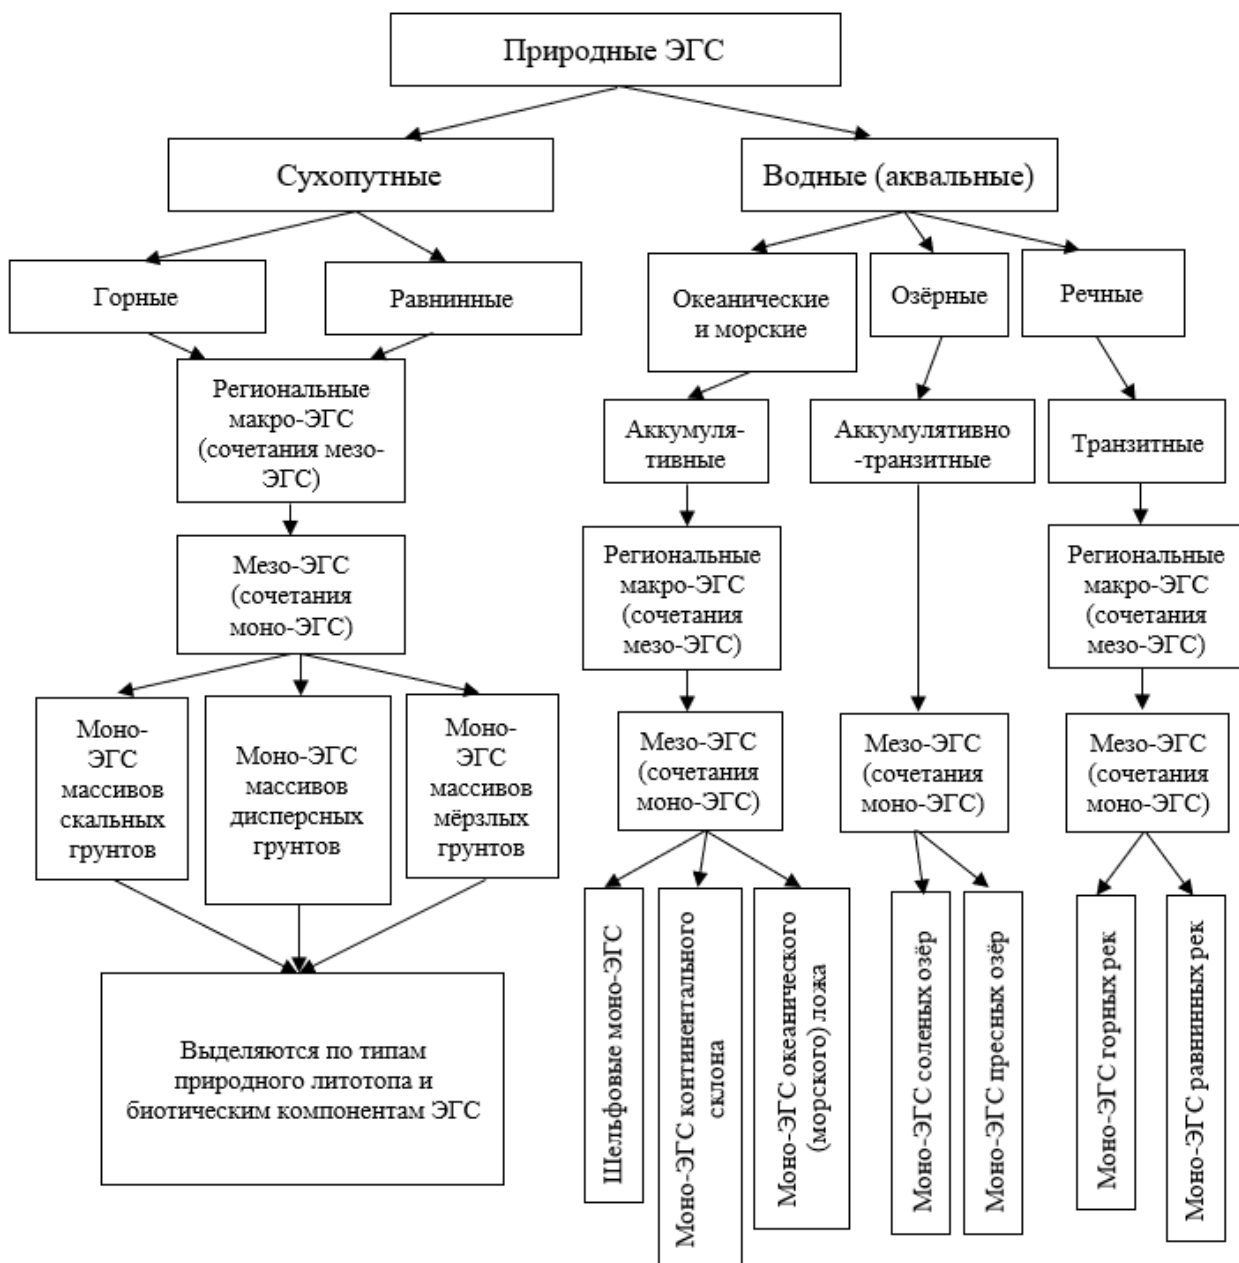 Природные ЭГС
Сухопутные
Водные (аквальные)
Горные
Равнинные
Океанические
и морские
Озёрные
Речные
Региональные
макро-ЭГС
(сочетания мезо-
ЭГС)
Аккумуля-
тивные
Аккумулятивно
-транзитные
Транзитные
Мезо-ЭГС
(сочетания
моно-ЭГС)
Региональные
макро-ЭГС
(сочетания
мезо-ЭГС)
Региональные
макро-ЭГС
(сочетания
мезо-ЭГС)
Моно-
ЭГС
массивов
скальных
грунтов
Моно-ЭГС
массивов
дисперсных
грунтов
Моно-
ЭГС
массивов
мёрзлых
грунтов
Мезо-ЭГС
(сочетания
моно-ЭГС)
Мезо-ЭГС
(сочетания
моно-ЭГС)
Мезо-ЭГС
(сочетания
моно-ЭГС)
Выделяются по типам
природного литотопа и
биотическим компонентам ЭГС
Шельфовые моно-ЭГС
Моно-ЭГС континентального
склона
Моно-ЭГС океанического
(морского) ложа
Моно-ЭГС соленых озёр
Моно-ЭГС пресных озёр
Моно-ЭГС горных рек
Моно-ЭГС равнинных рек